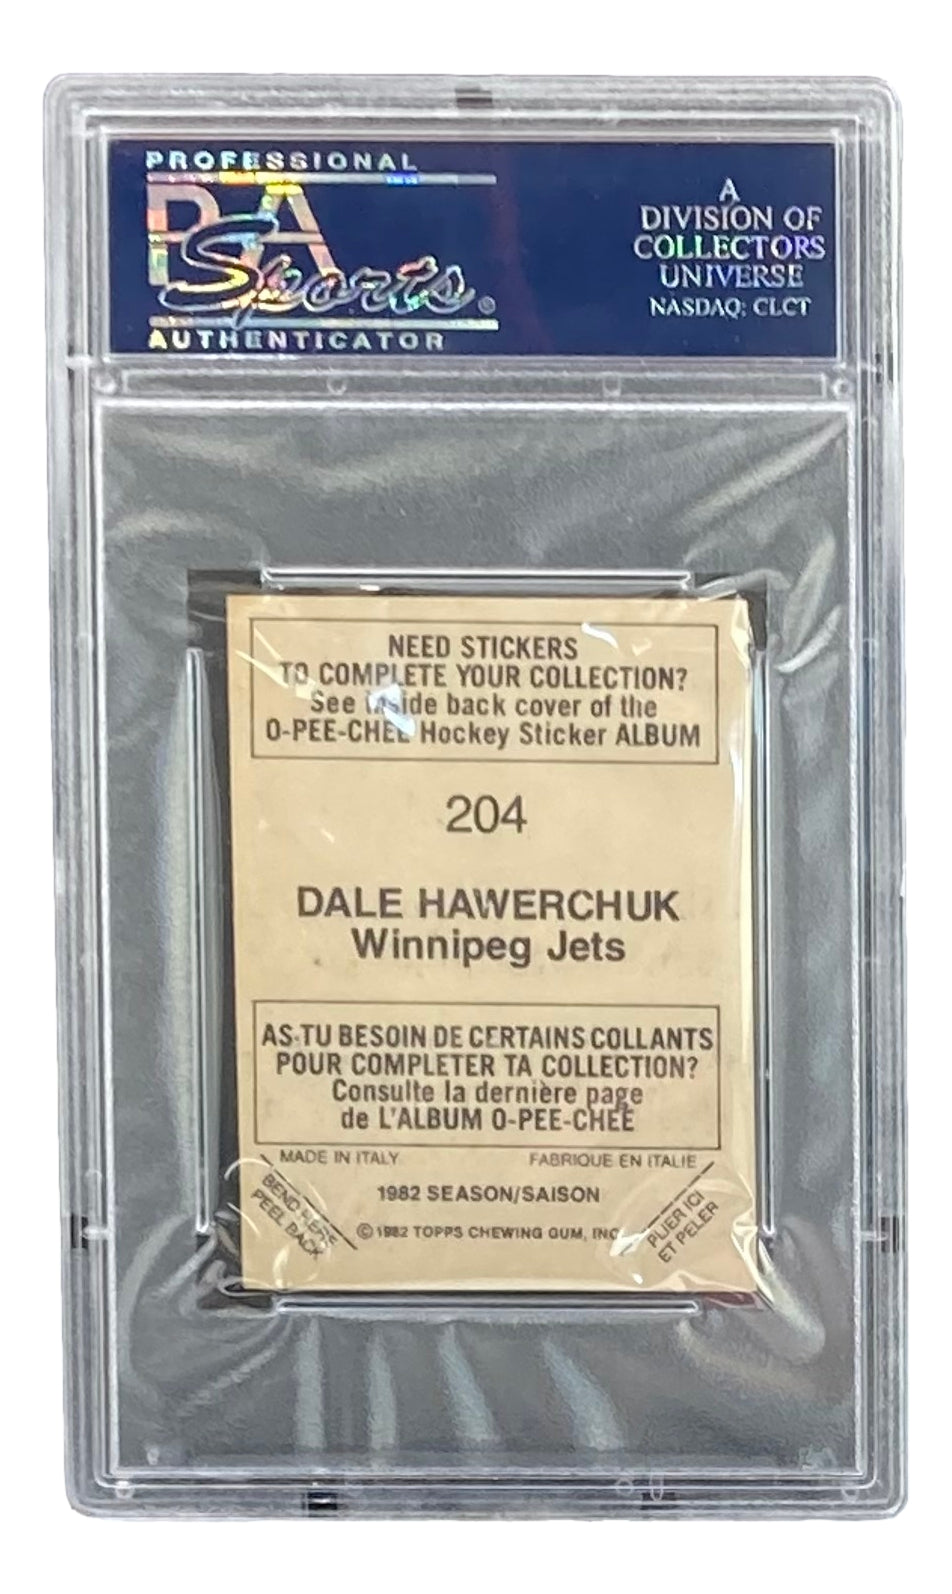 PROFESSIONAL
PSA
Sports®
AUTHENTICATOR
A
DIVISION OF
COLLECTORS
UNIVERSE
NASDAQ: CLCT
NEED STICKERS
TO COMPLETE YOUR COLLECTION?
See inside back cover of the
O-PEE-CHEE Hockey Sticker ALBUM
204
DALE HAWERCHUK
Winnipeg Jets
AS-TU BESOIN DE CERTAINS COLLANTS
POUR COMPLETER TA COLLECTION?
Consulte la dernière page
de L'ALBUM O-PEE-CHEE
MADE IN ITALY FABRIQUE EN ITALIE
BEND HERE
PEEL BACK
1982 SEASON/SAISON
© 1982 TOPPS CHEWING GUM, INC.
PLIER ICI
ET PELER